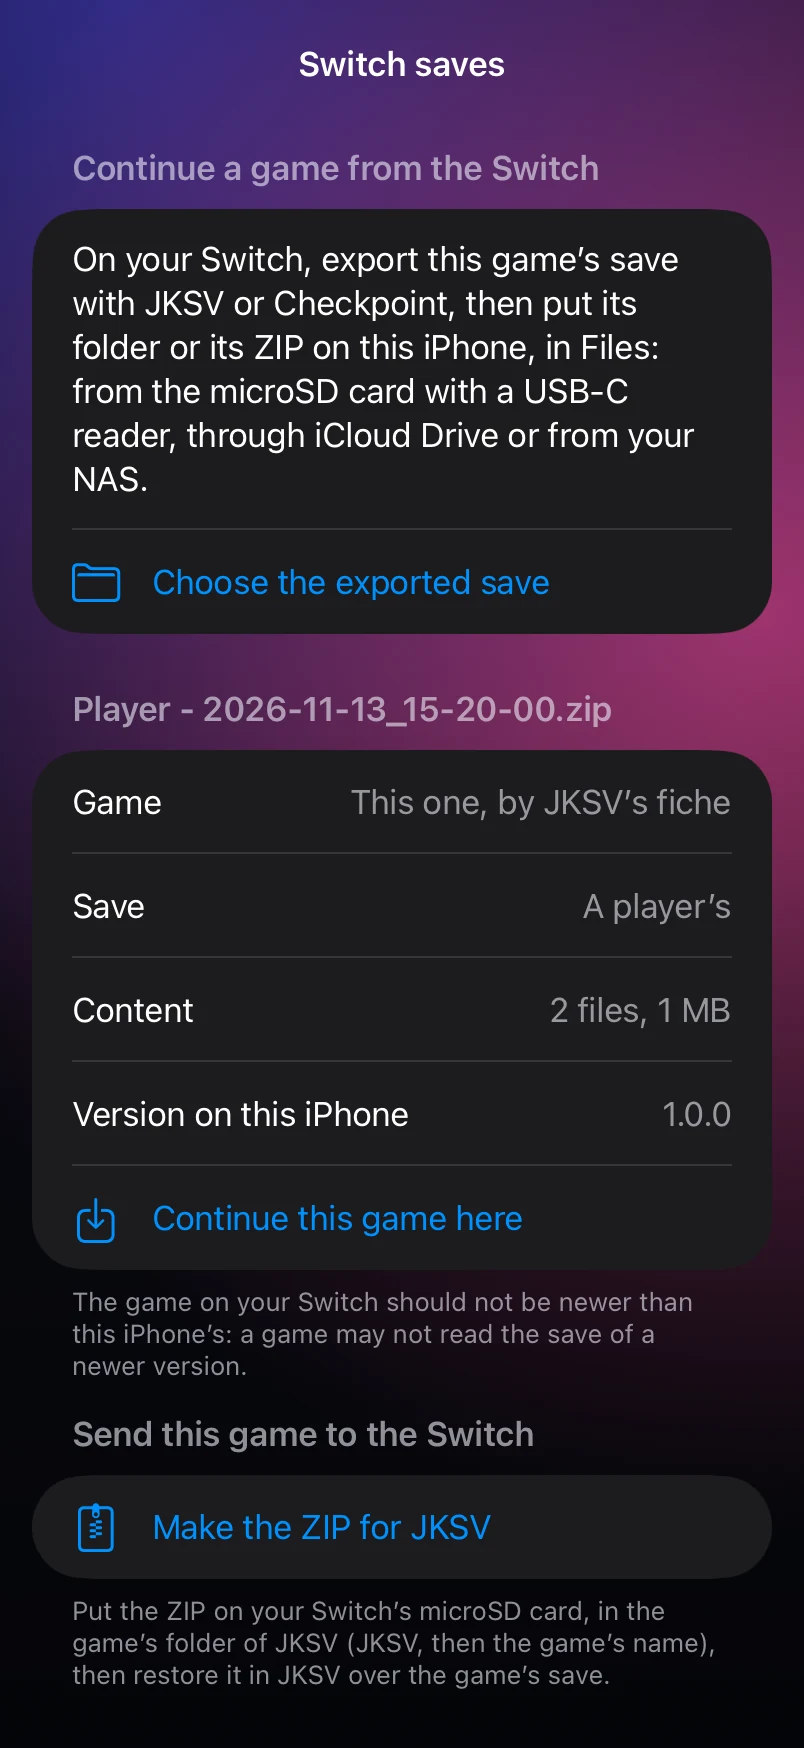 Switch saves
Continue a game from the Switch
On your Switch, export this game’s save
with JKSV or Checkpoint, then put its
folder or its ZIP on this iPhone, in Files:
from the microSD card with a USB-C
reader, through iCloud Drive or from your
NAS.
Choose the exported save
Player - 2026-11-13_15-20-00.zip
Game This one, by JKSV’s fiche
Save A player’s
Content 2 files, 1 MB
Version on this iPhone 1.0.0
Continue this game here
The game on your Switch should not be newer than
this iPhone’s: a game may not read the save of a
newer version.
Send this game to the Switch
Make the ZIP for JKSV
Put the ZIP on your Switch’s microSD card, in the
game’s folder of JKSV (JKSV, then the game’s name),
then restore it in JKSV over the game’s save.